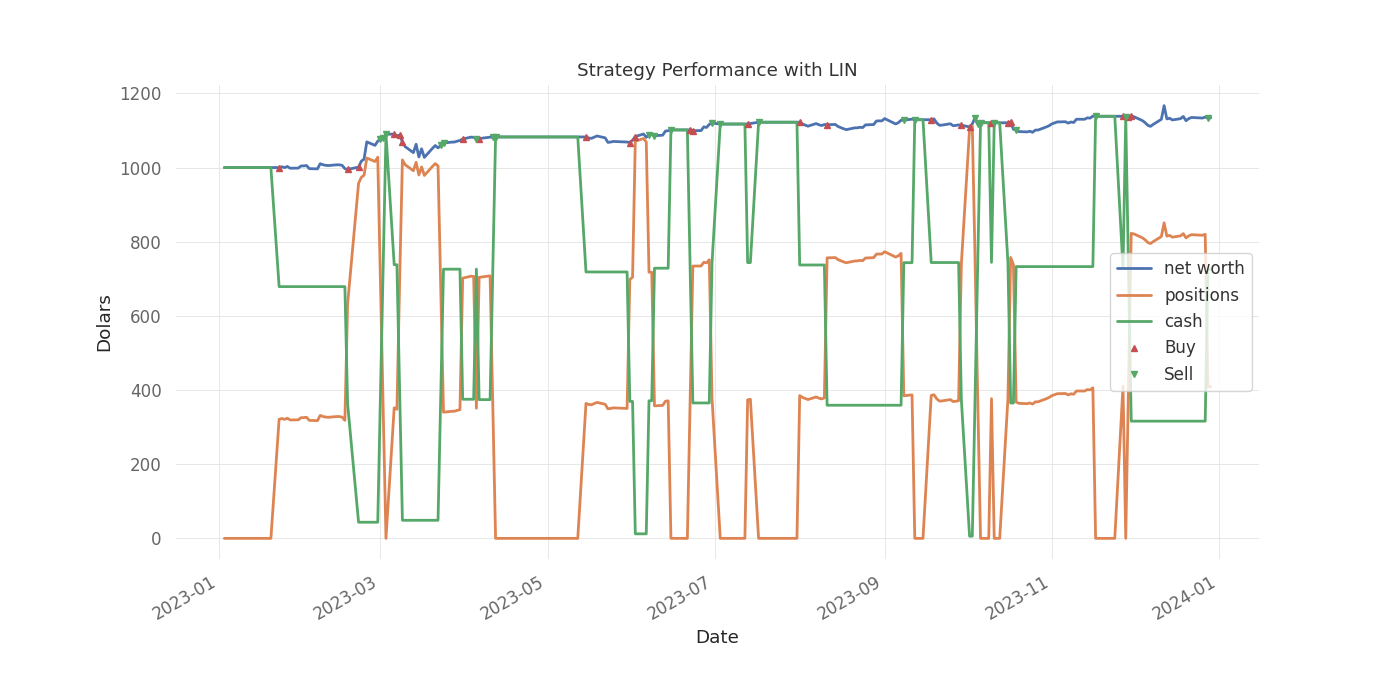 Strategy Performance with LIN
1200
1000
800
600
400
200
0
Dolars
net worth
positions
cash
Buy
Sell
2023-01
2023-03
2023-05
2023-07
2023-09
2023-11
2024-01
Date